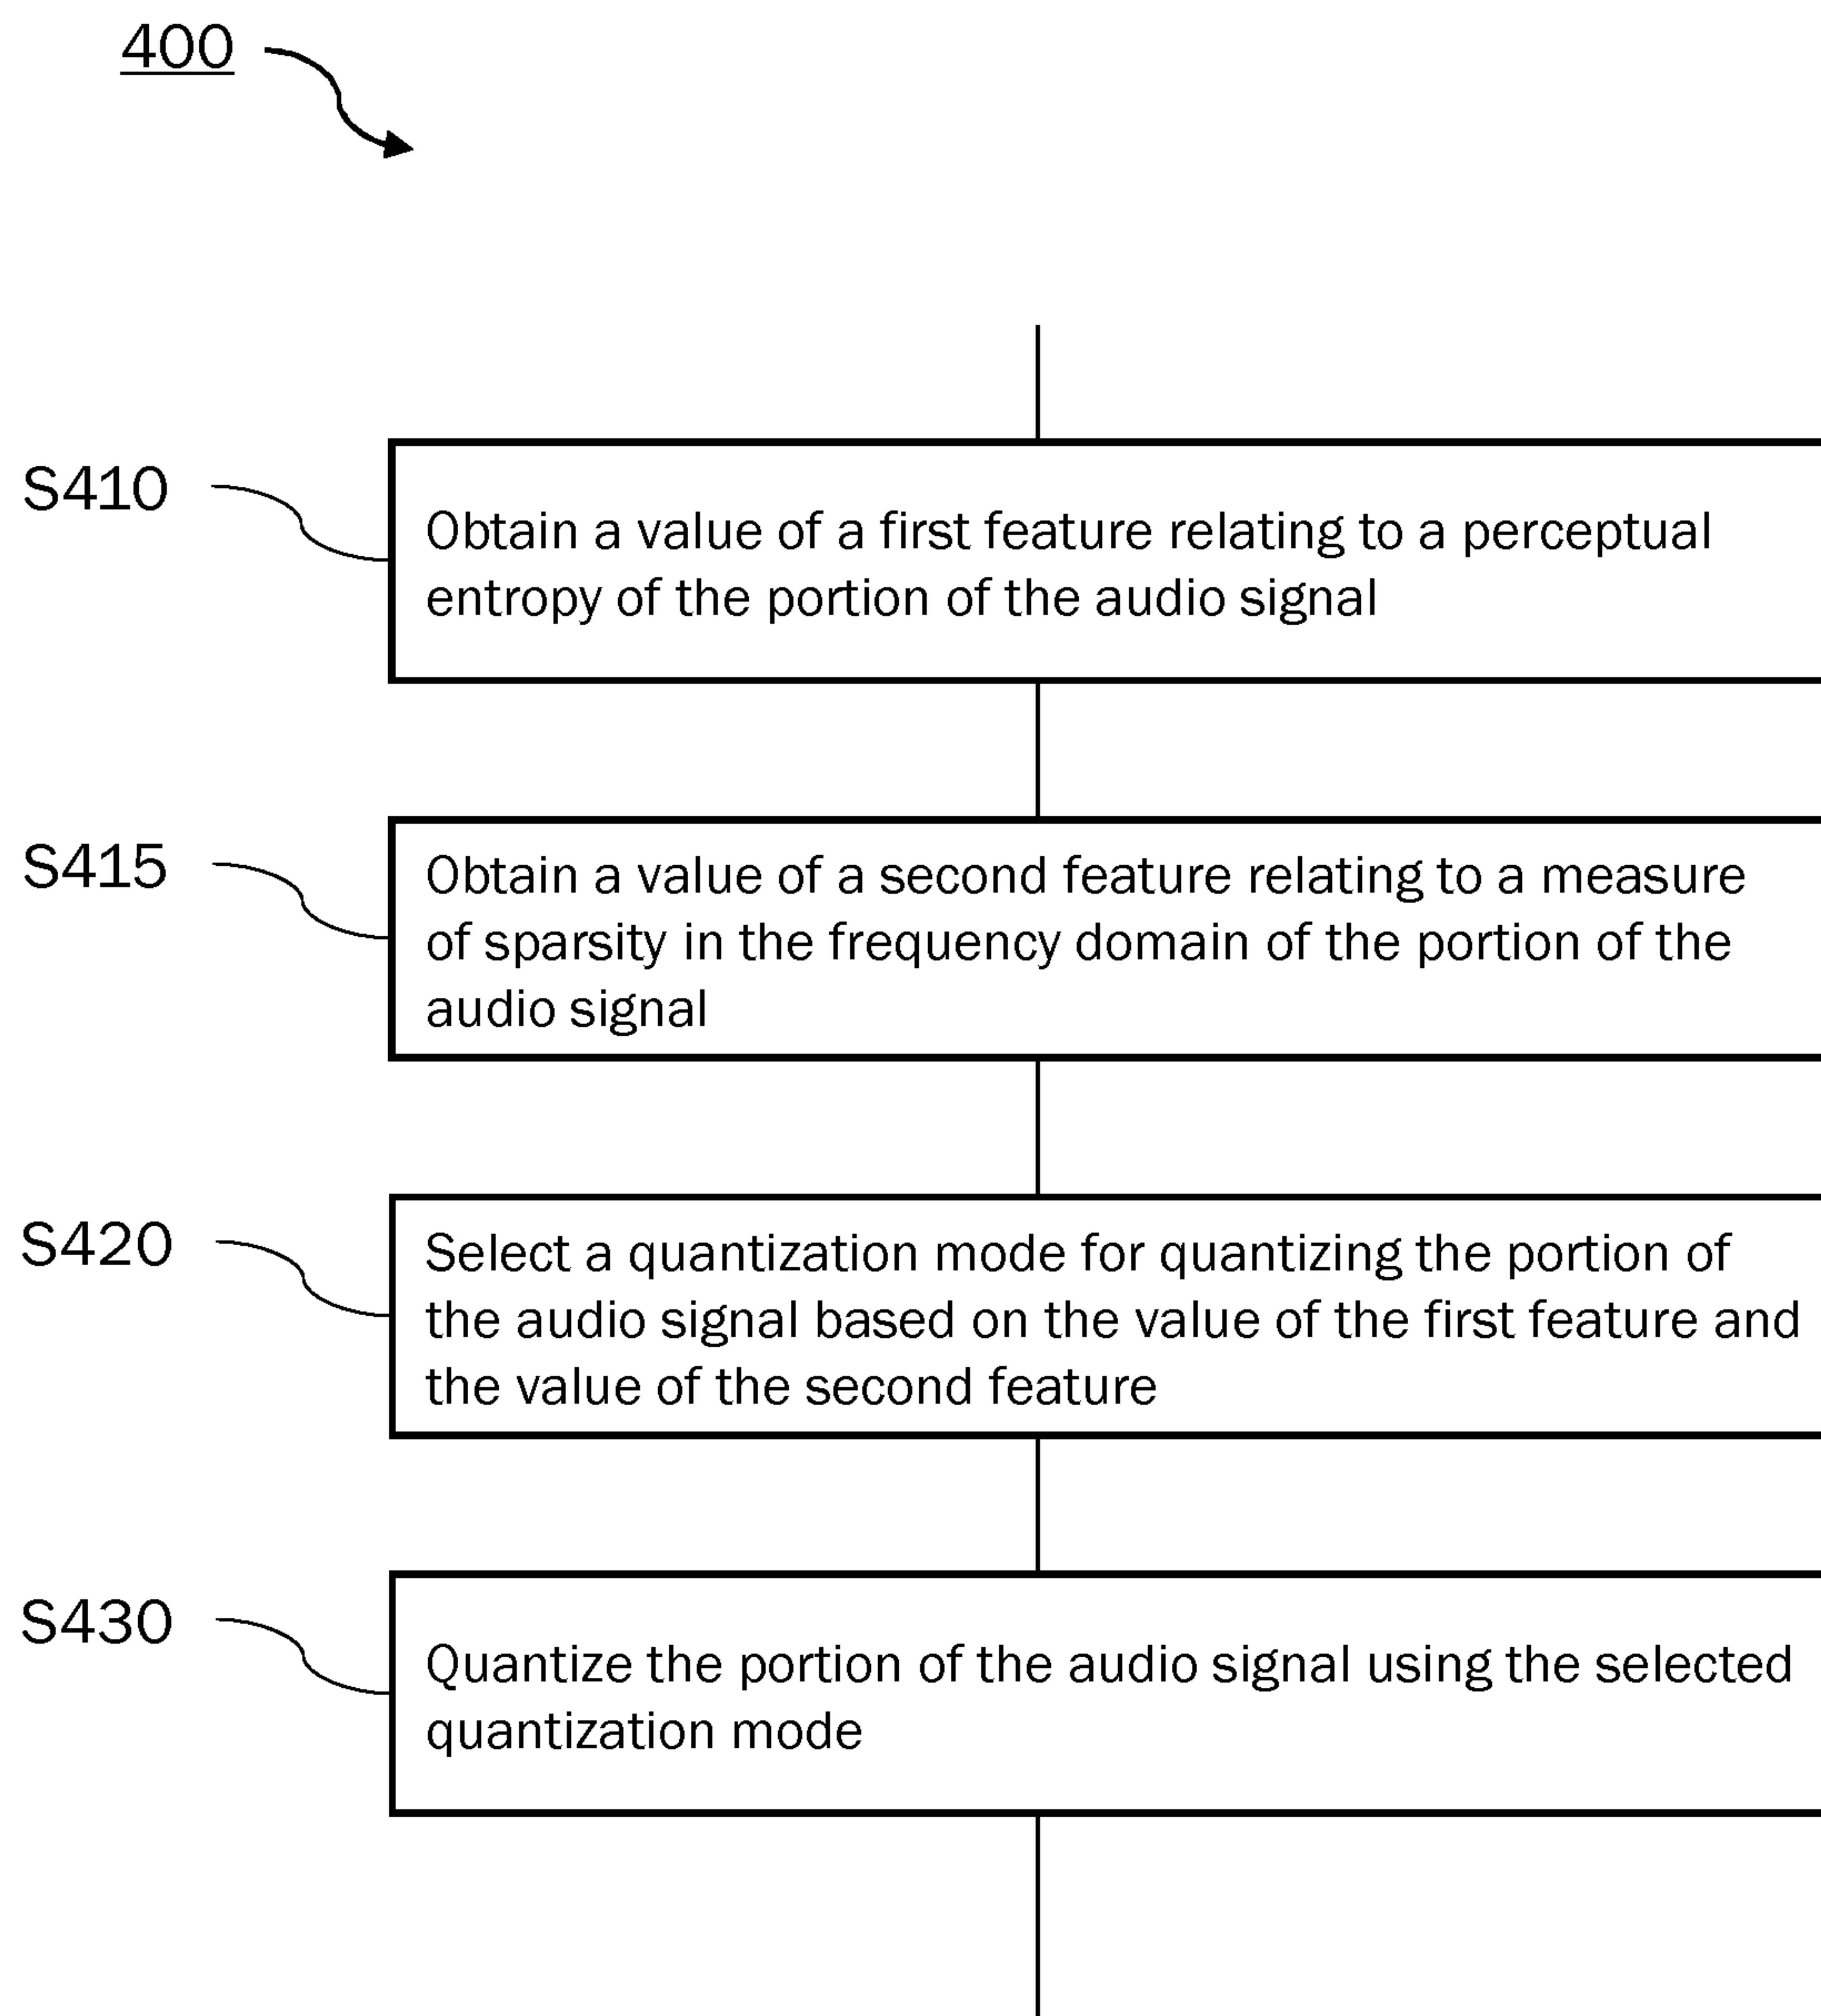 400
S410
Obtain a value of a first feature relating to a perceptual
entropy of the portion of the audio signal
S415
Obtain a value of a second feature relating to a measure
of sparsity in the frequency domain of the portion of the
audio signal
S420
Select a quantization mode for quantizing the portion of
the audio signal based on the value of the first feature and
the value of the second feature
S430
Quantize the portion of the audio signal using the selected
quantization mode